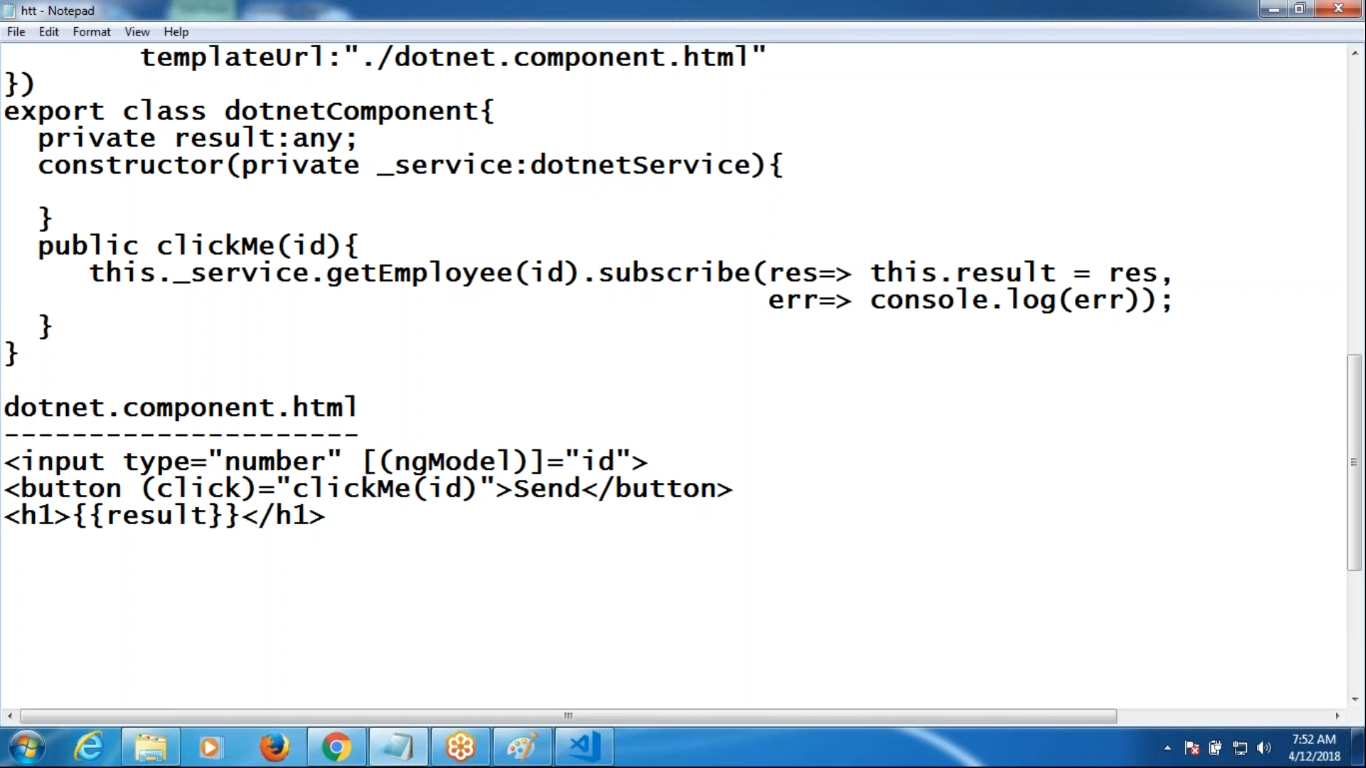 htt - Notepad
File Edit Format View Help
templateUrl:"./dotnet.component.html"
})
export class dotnetComponent{
private result:any;
constructor(private _service:dotnetService){
}
public clickMe(id){
this._service.getEmployee(id).subscribe(res=> this.result = res,
err=> console.log(err));
}
}
dotnet.component.html
---------------------
<input type="number" [(ngModel)]="id">
<button (click)="clickMe(id)">Send</button>
<h1>{{result}}</h1>
7:52 AM
4/12/2018